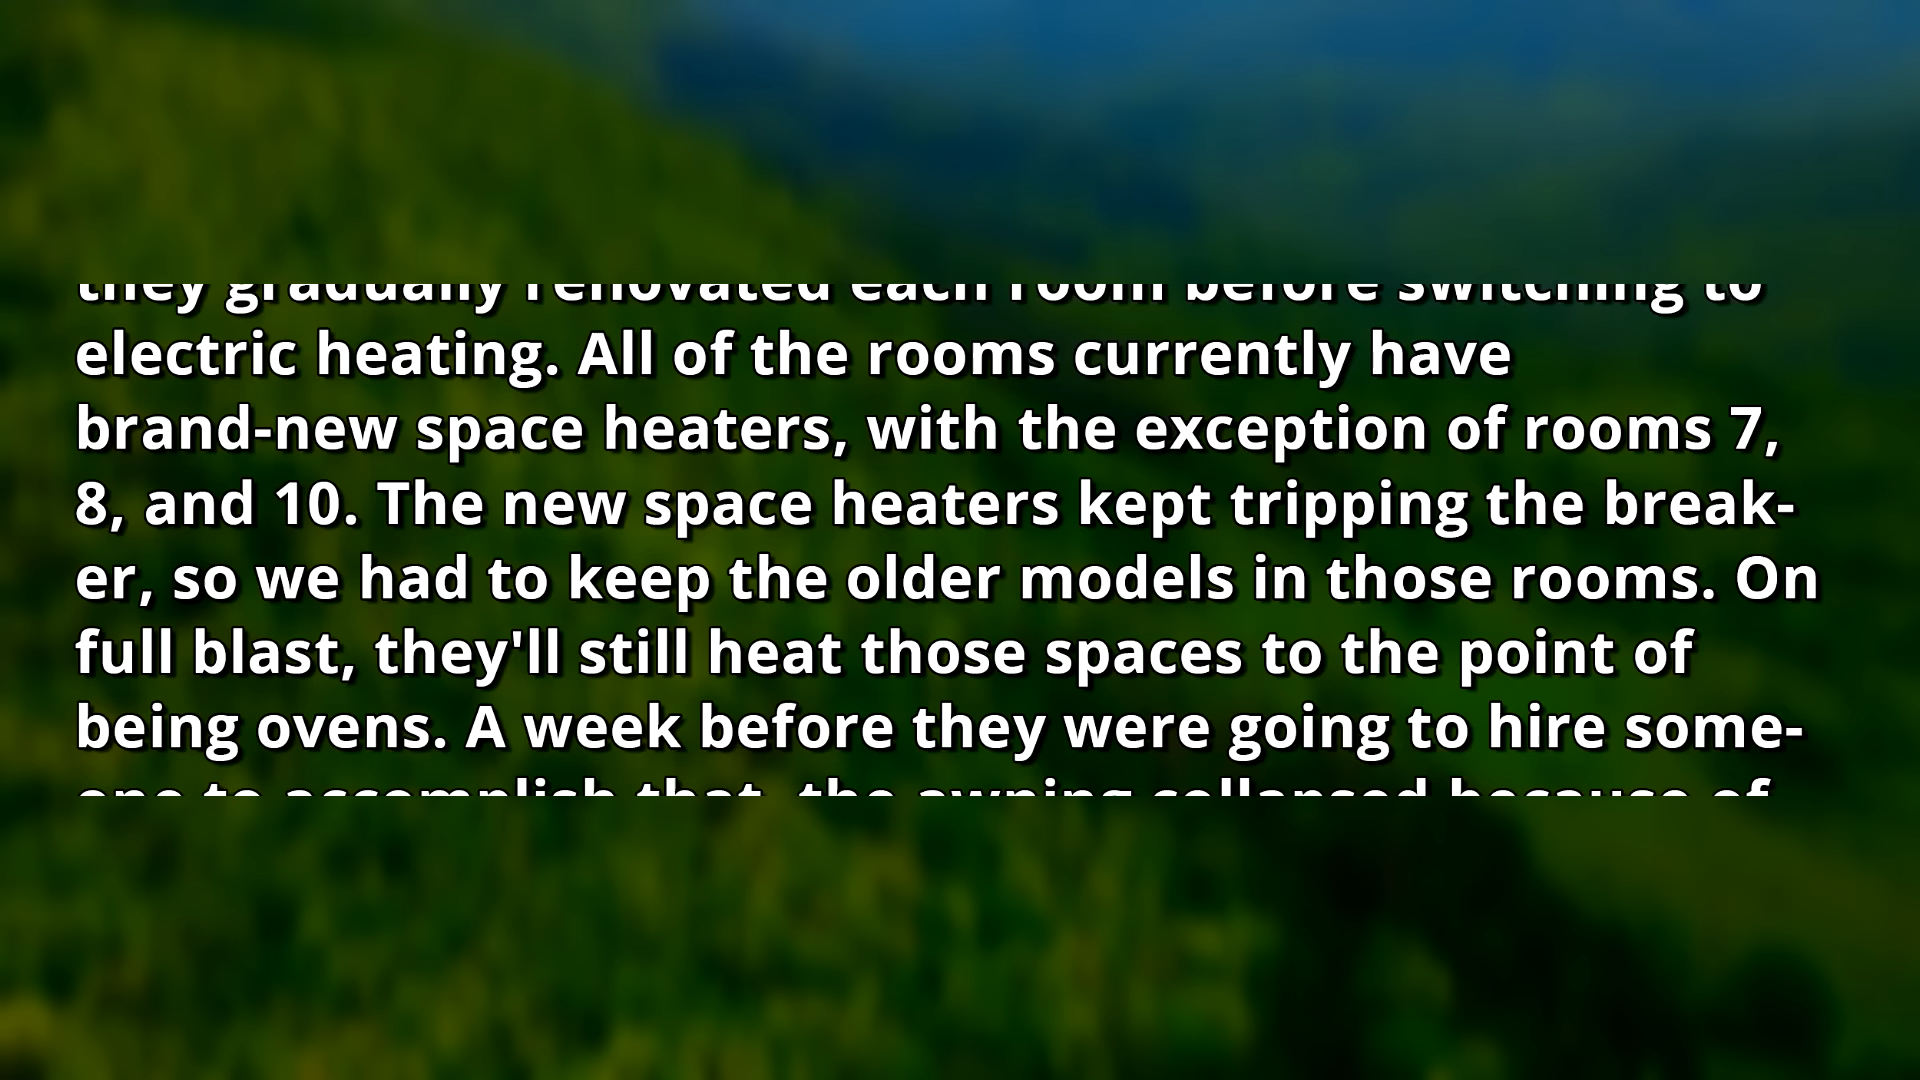 they gradually renovated each room before switching to
electric heating. All of the rooms currently have
brand-new space heaters, with the exception of rooms 7,
8, and 10. The new space heaters kept tripping the break-
er, so we had to keep the older models in those rooms. On
full blast, they'll still heat those spaces to the point of
being ovens. A week before they were going to hire some-
one to accomplish that, the awning collapsed because of